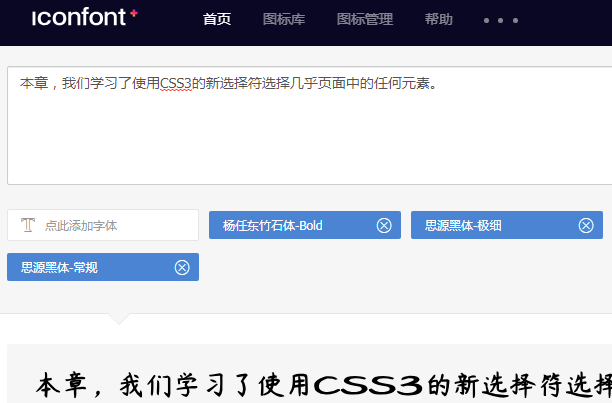 iconfont+
首页 图标库 图标管理 帮助
本章，我们学习了使用CSS3的新选择符选择几乎页面中的任何元素。
点此添加字体 杨任东竹石体-Bold 思源黑体-极细
思源黑体-常规
本章，我们学习了使用CSS3的新选择符选择